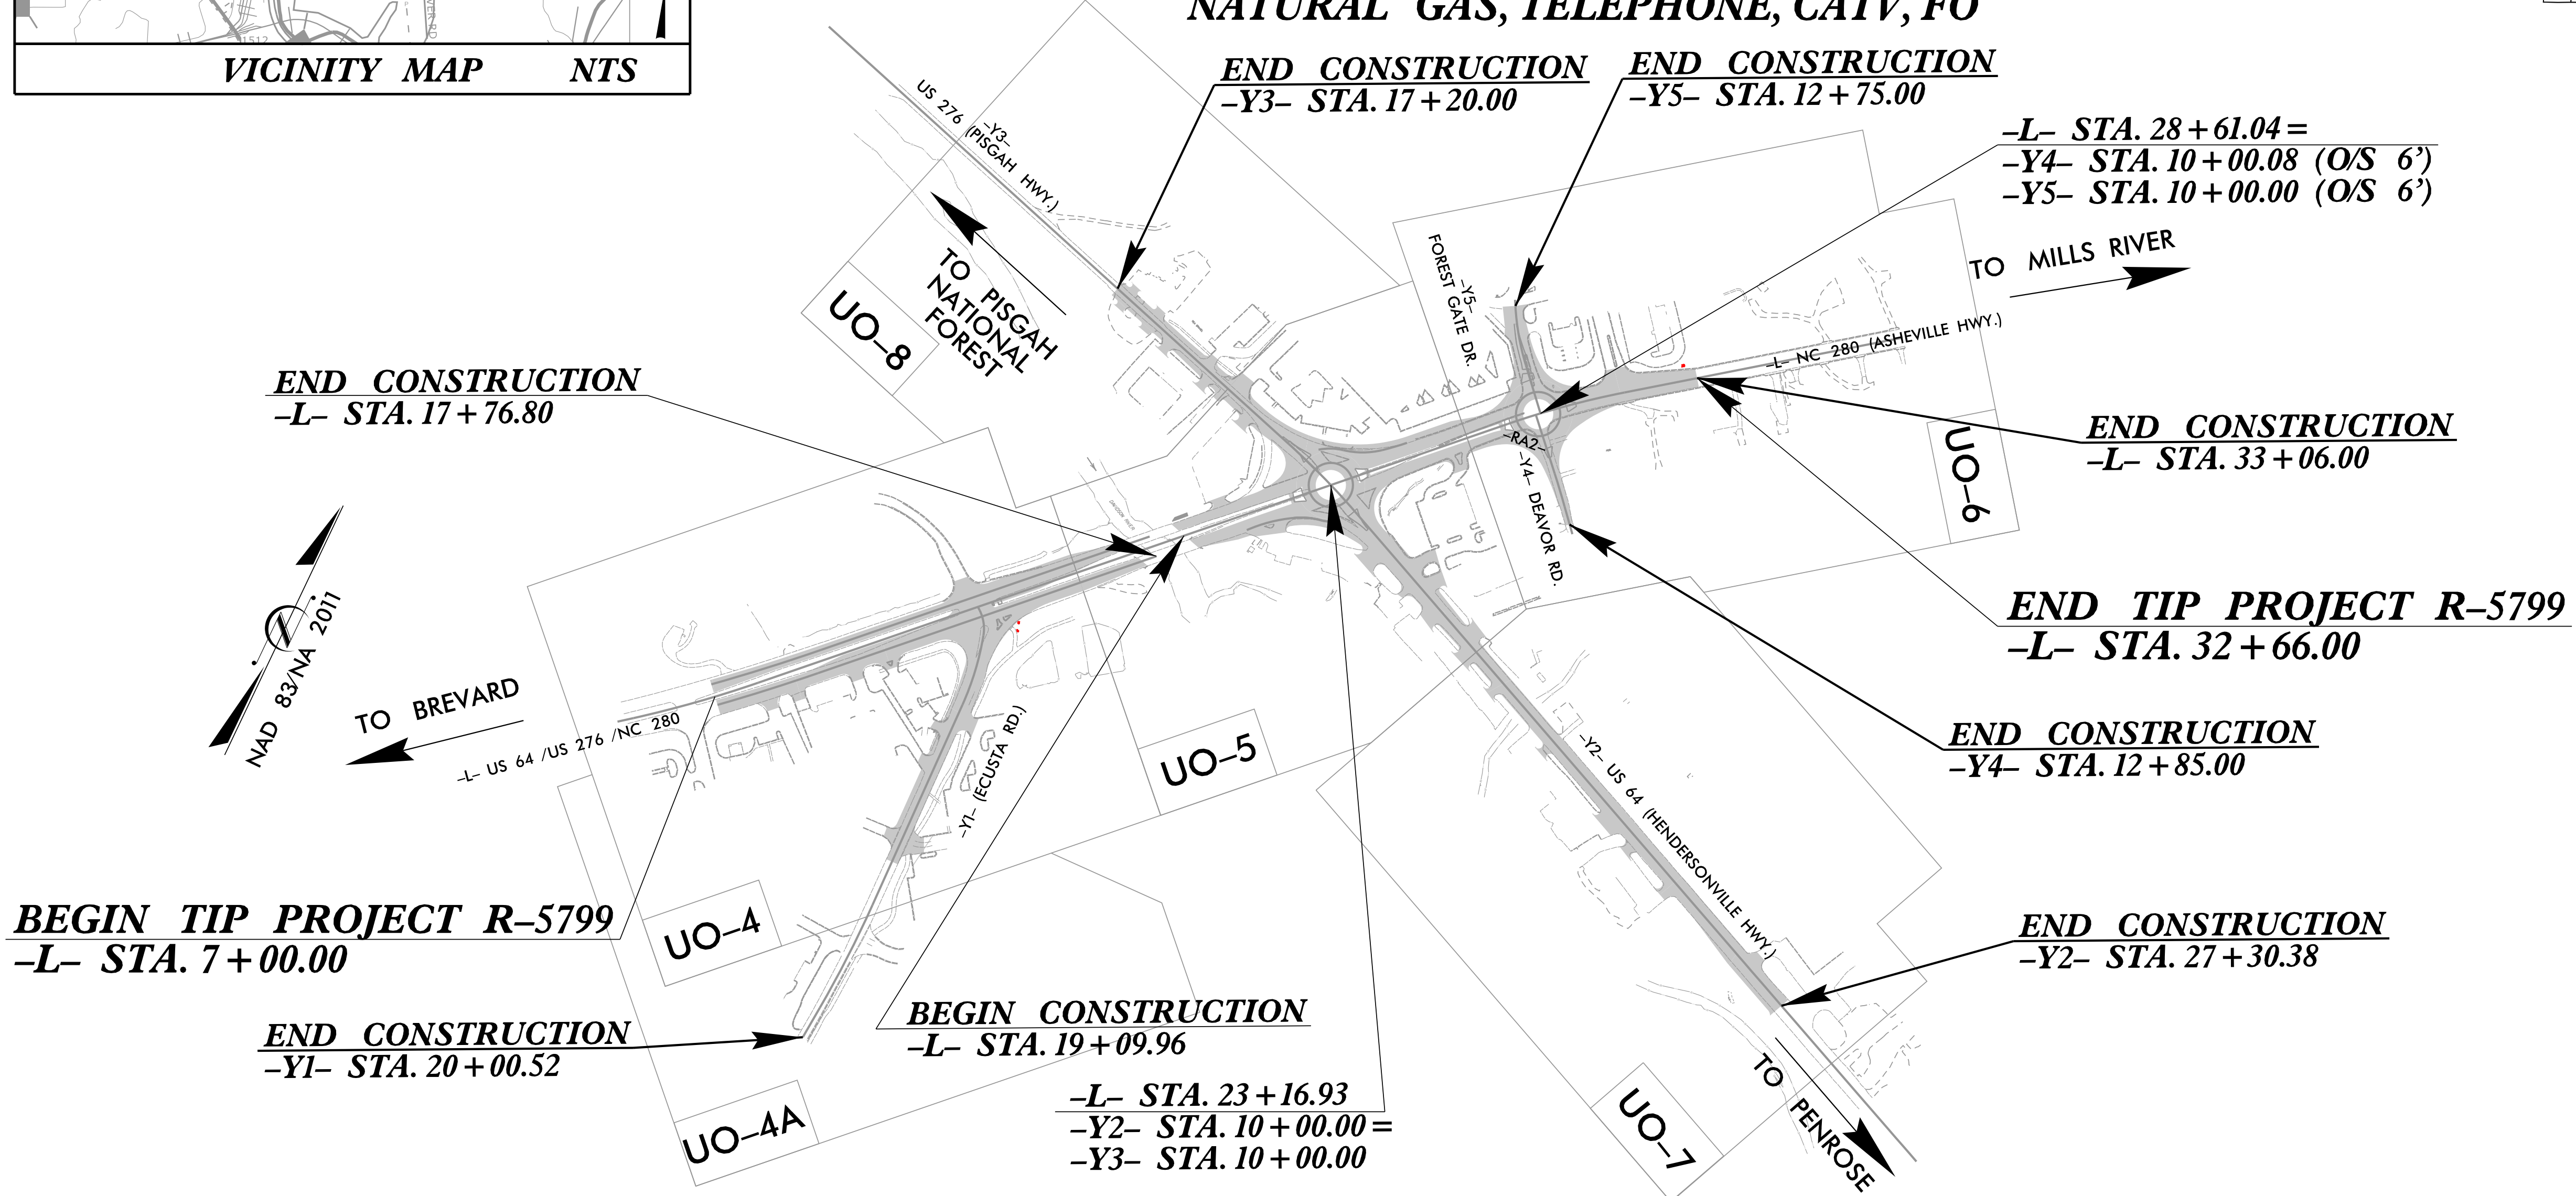 NATURAL GAS, TELEPHONE, CATV, FO
1512
VER RD
VICINITY MAP NTS
END CONSTRUCTION
–Y3– STA. 17+20.00
END CONSTRUCTION
–Y5– STA. 12+75.00
–L– STA. 28+61.04=
–Y4– STA. 10+00.08 (O/S 6')
–Y5– STA. 10+00.00 (O/S 6')
US 276 (PISGAH HWY.)
–Y3–
TO PISGAH
NATIONAL
FOREST
UO–8
–Y5–
FOREST GATE DR.
TO MILLS RIVER
–L– NC 280 (ASHEVILLE HWY.)
END CONSTRUCTION
–L– STA. 17+76.80
END CONSTRUCTION
–L– STA. 33+06.00
UO–6
–RA2–
–Y4– DEAVOR RD.
END TIP PROJECT R–5799
–L– STA. 32+66.00
NAD 83/NA 2011
TO BREVARD
–L– US 64 /US 276 /NC 280
–Y1– (ECUSTA RD.)
UO–5
END CONSTRUCTION
–Y4– STA. 12+85.00
–Y2– US 64 (HENDERSONVILLE HWY.)
BEGIN TIP PROJECT R–5799
–L– STA. 7+00.00
UO–4
END CONSTRUCTION
–Y2– STA. 27+30.38
END CONSTRUCTION
–Y1– STA. 20+00.52
BEGIN CONSTRUCTION
–L– STA. 19+09.96
UO–4A
–L– STA. 23+16.93
–Y2– STA. 10+00.00=
–Y3– STA. 10+00.00
UO–7
TO PENROSE